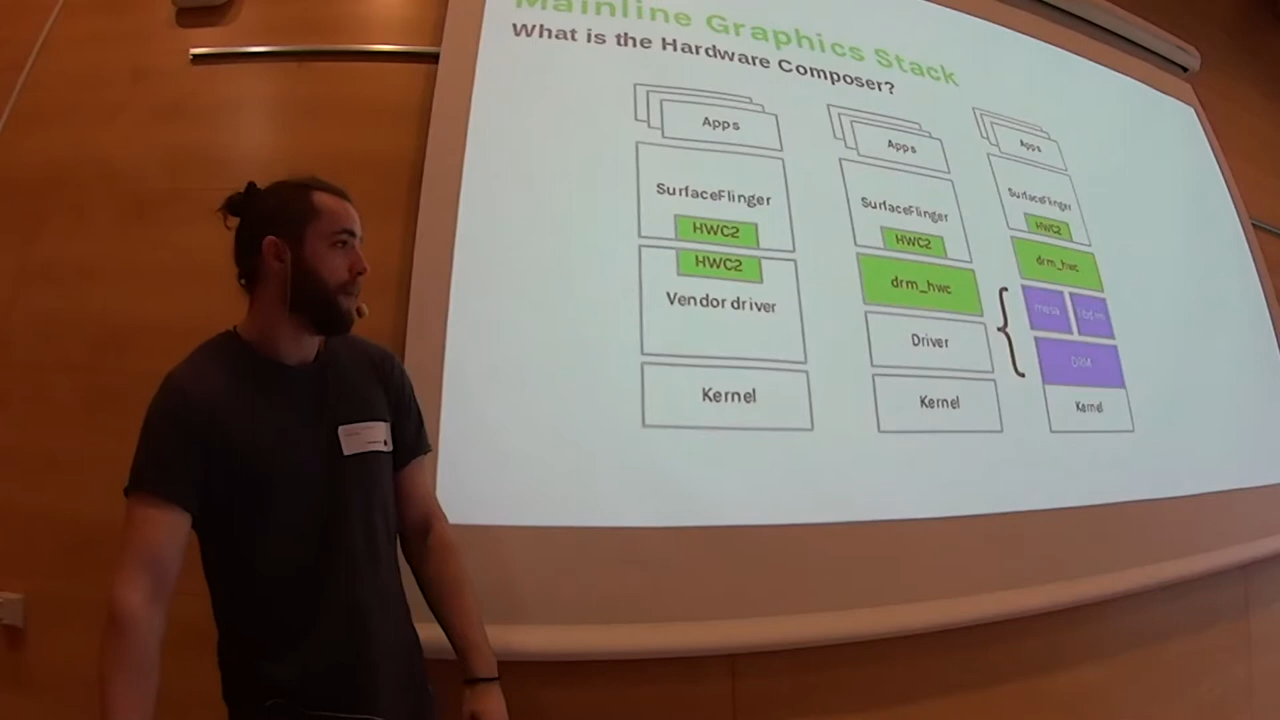 Mainline Graphics Stack
What is the Hardware Composer?
Apps
SurfaceFlinger
HWC2
HWC2
Vendor driver
Kernel
Apps
SurfaceFlinger
HWC2
drm_hwc
Driver
Kernel
Apps
SurfaceFlinger
HWC2
drm_hwc
mesa
libdrm
DRM
Kernel